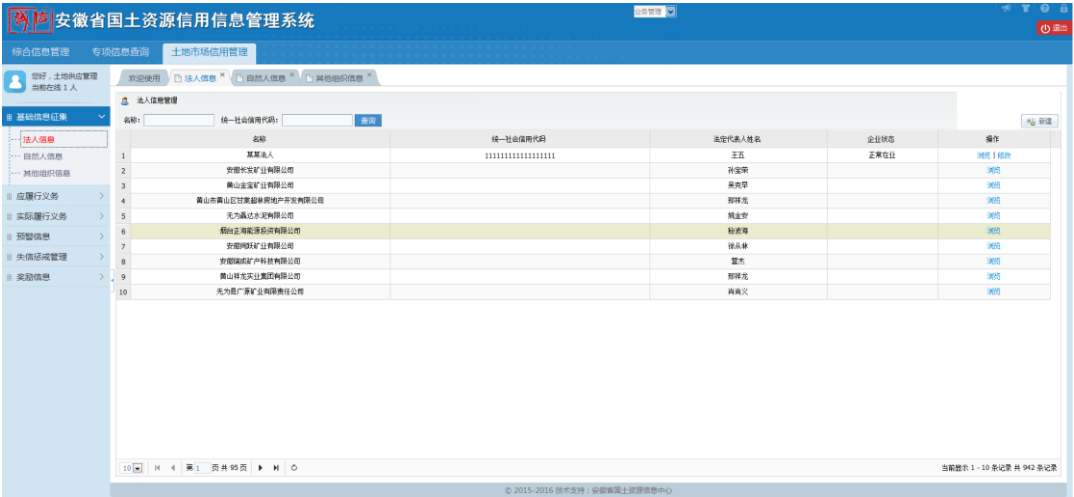 安徽省国土资源信用信息管理系统
业务管理
退出
综合信息管理 专项信息查询 土地市场信用管理
您好，土地供应管理
当前在线 1 人
欢迎使用 法人信息 自然人信息 其他组织信息
法人信息管理
基础信息征集
名称： 统一社会信用代码： 查询 新建
法人信息
自然人信息
其他组织信息
应履行义务
实际履行义务
预警信息
失信惩戒管理
奖励信息
名称 统一社会信用代码 法定代表人姓名 企业状态 操作
1 某某法人 111111111111111111 王五 正常在业 浏览 | 修改
2 安徽长发矿业有限公司 孙宝荣 浏览
3 黄山金宝矿业有限公司 吴克早 浏览
4 黄山市黄山区甘棠超林房地产开发有限公司 郑祥龙 浏览
5 无为磊达水泥有限公司 姚金安 浏览
6 烟台正海能源投资有限公司 秘波海 浏览
7 安徽 矿业有限公司 徐从林 浏览
8 安徽瑞成矿产科技有限公司 杰 浏览
9 黄山祥龙实业集团有限公司 郑祥龙 浏览
10 无为县广源矿业有限责任公司 肖肖义 浏览
10 第 1 页 共 95 页 当前显示 1 - 10 条记录 共 942 条记录
© 2015-2016 技术支持：安徽省国土资源信息中心